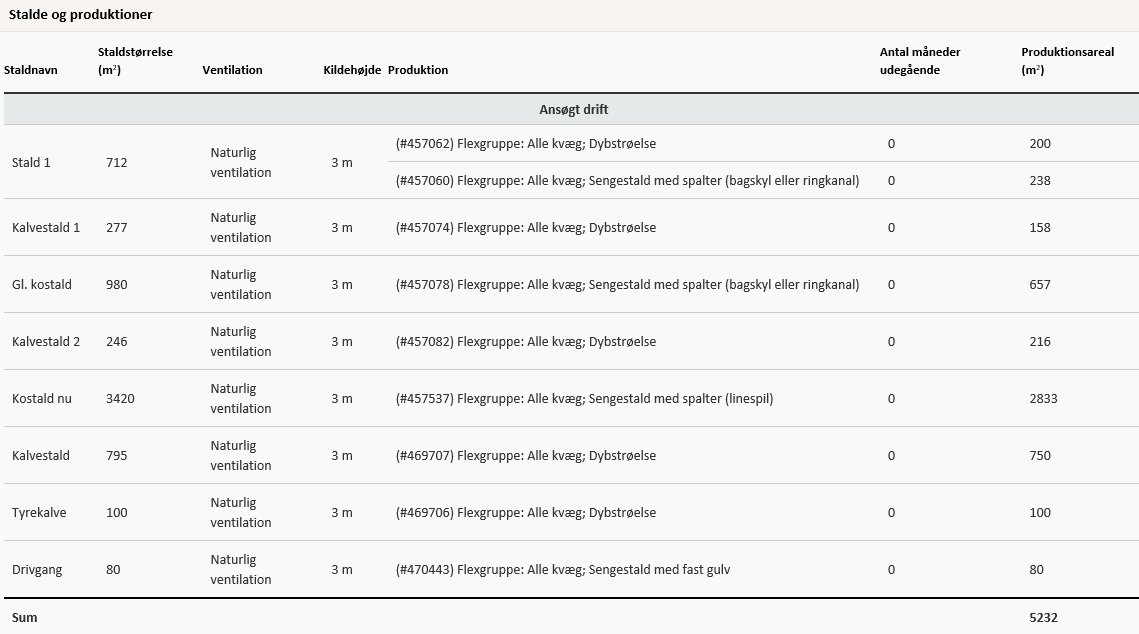 Stalde og produktioner
Staldnavn Staldstørrelse (m²) Ventilation Kildehøjde Produktion Antal måneder udegående Produktionsareal (m²)
Ansøgt drift
Stald 1 712 Naturlig ventilation 3 m (#457062) Flexgruppe: Alle kvæg; Dybstrøelse 0 200
(#457060) Flexgruppe: Alle kvæg; Sengestald med spalter (bagskyl eller ringkanal) 0 238
Kalvestald 1 277 Naturlig ventilation 3 m (#457074) Flexgruppe: Alle kvæg; Dybstrøelse 0 158
Gl. kostald 980 Naturlig ventilation 3 m (#457078) Flexgruppe: Alle kvæg; Sengestald med spalter (bagskyl eller ringkanal) 0 657
Kalvestald 2 246 Naturlig ventilation 3 m (#457082) Flexgruppe: Alle kvæg; Dybstrøelse 0 216
Kostald nu 3420 Naturlig ventilation 3 m (#457537) Flexgruppe: Alle kvæg; Sengestald med spalter (linespil) 0 2833
Kalvestald 795 Naturlig ventilation 3 m (#469707) Flexgruppe: Alle kvæg; Dybstrøelse 0 750
Tyrekalve 100 Naturlig ventilation 3 m (#469706) Flexgruppe: Alle kvæg; Dybstrøelse 0 100
Drivgang 80 Naturlig ventilation 3 m (#470443) Flexgruppe: Alle kvæg; Sengestald med fast gulv 0 80
Sum 5232